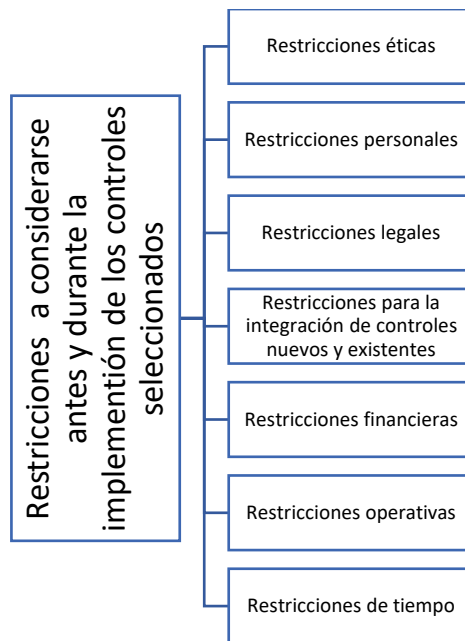 Restricciones a considerarse
antes y durante la
implementión de los controles
seleccionados
Restricciones éticas
Restricciones personales
Restricciones legales
Restricciones para la
integración de controles
nuevos y existentes
Restricciones financieras
Restricciones operativas
Restricciones de tiempo